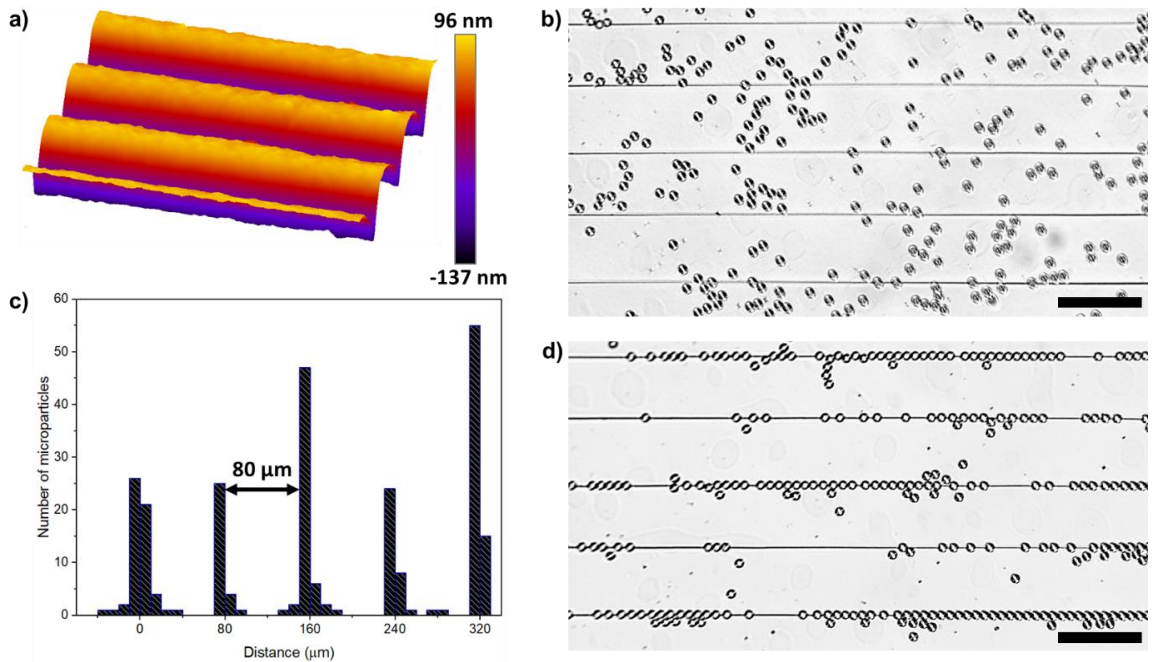 a)
96 nm
-137 nm
b)
c)
60
50
40
30
20
10
0
Number of microparticles
80 μm
0
80
160
240
320
Distance (μm)
d)